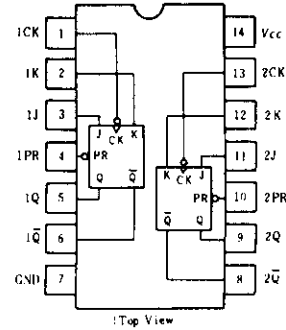 1CK 1 14 Vcc
1K 2 13 2CK
1J 3 12 2K
J K
CK
1PR 4 PR K J 11 2J
CK
Q Q̅
1Q 5 PR 10 2PR
Q̅ Q
1Q̅ 6 9 2Q
GND 7 8 2Q̅
Top View